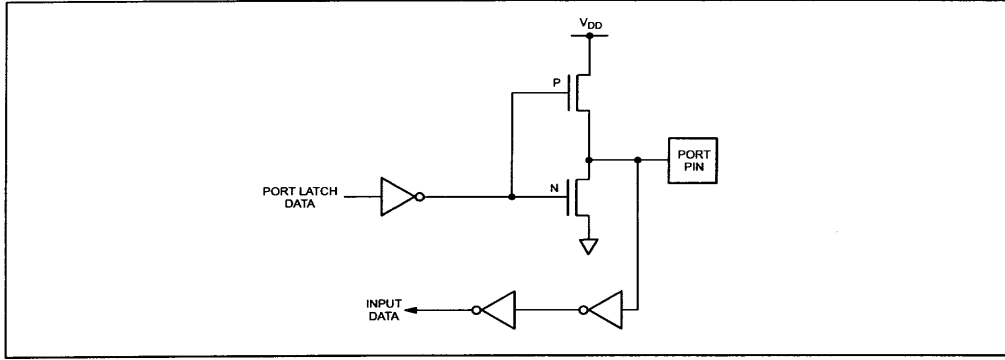 VDD
P
PORT
PIN
N
PORT LATCH
DATA
INPUT
DATA